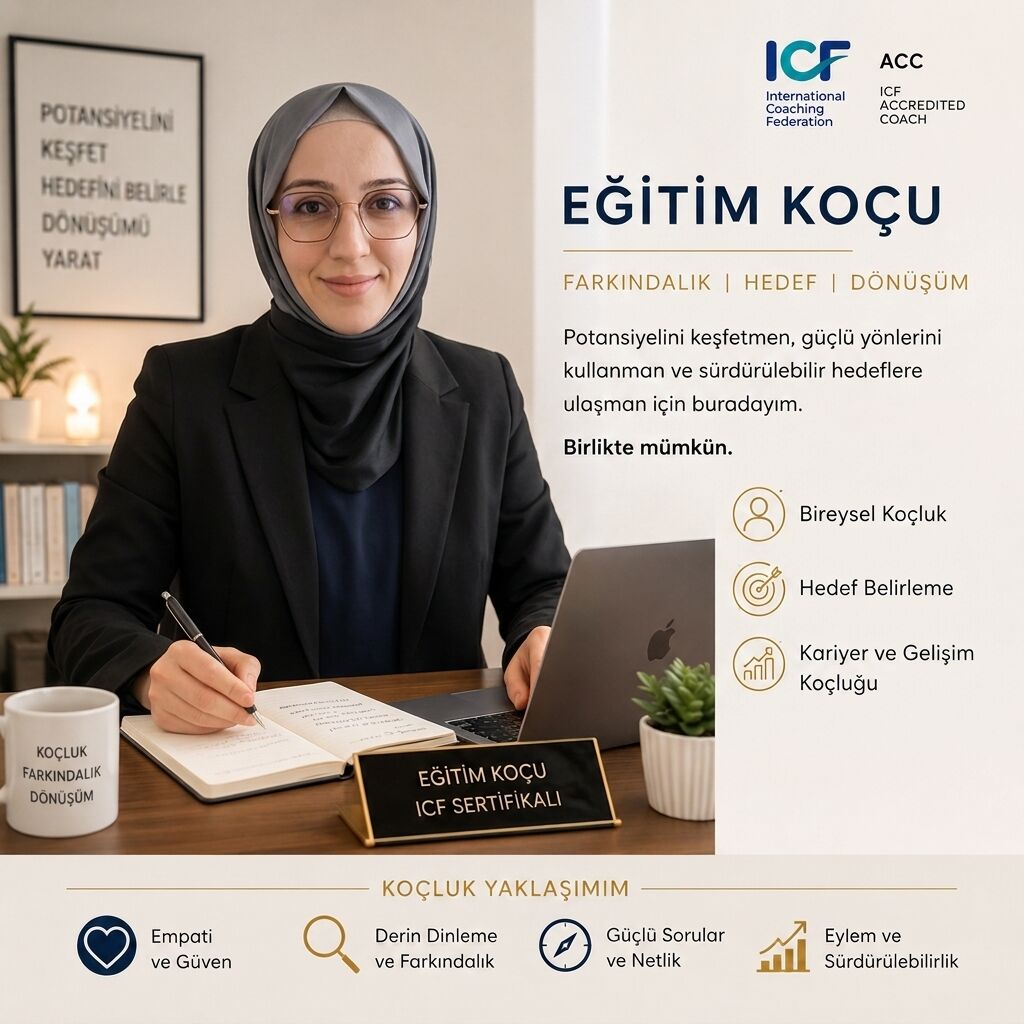 POTANSİYELİNİ
KEŞFET
HEDEFİNİ BELİRLE
DÖNÜŞÜMÜ
YARAT
ICF
International
Coaching
Federation
ACC
ICF
ACCREDITED
COACH
EĞİTİM KOÇU
FARKINDALIK | HEDEF | DÖNÜŞÜM
Potansiyelini keşfetmen, güçlü yönlerini
kullanman ve sürdürülebilir hedeflere
ulaşman için buradayım.
Birlikte mümkün.
Bireysel Koçluk
Hedef Belirleme
Kariyer ve Gelişim
Koçluğu
KOÇLUK
FARKINDALIK
DÖNÜŞÜM
EĞİTİM KOÇU
ICF SERTİFİKALI
KOÇLUK YAKLAŞIMIM
Empati
ve Güven
Derin Dinleme
ve Farkındalık
Güçlü Sorular
ve Netlik
Eylem ve
Sürdürülebilirlik